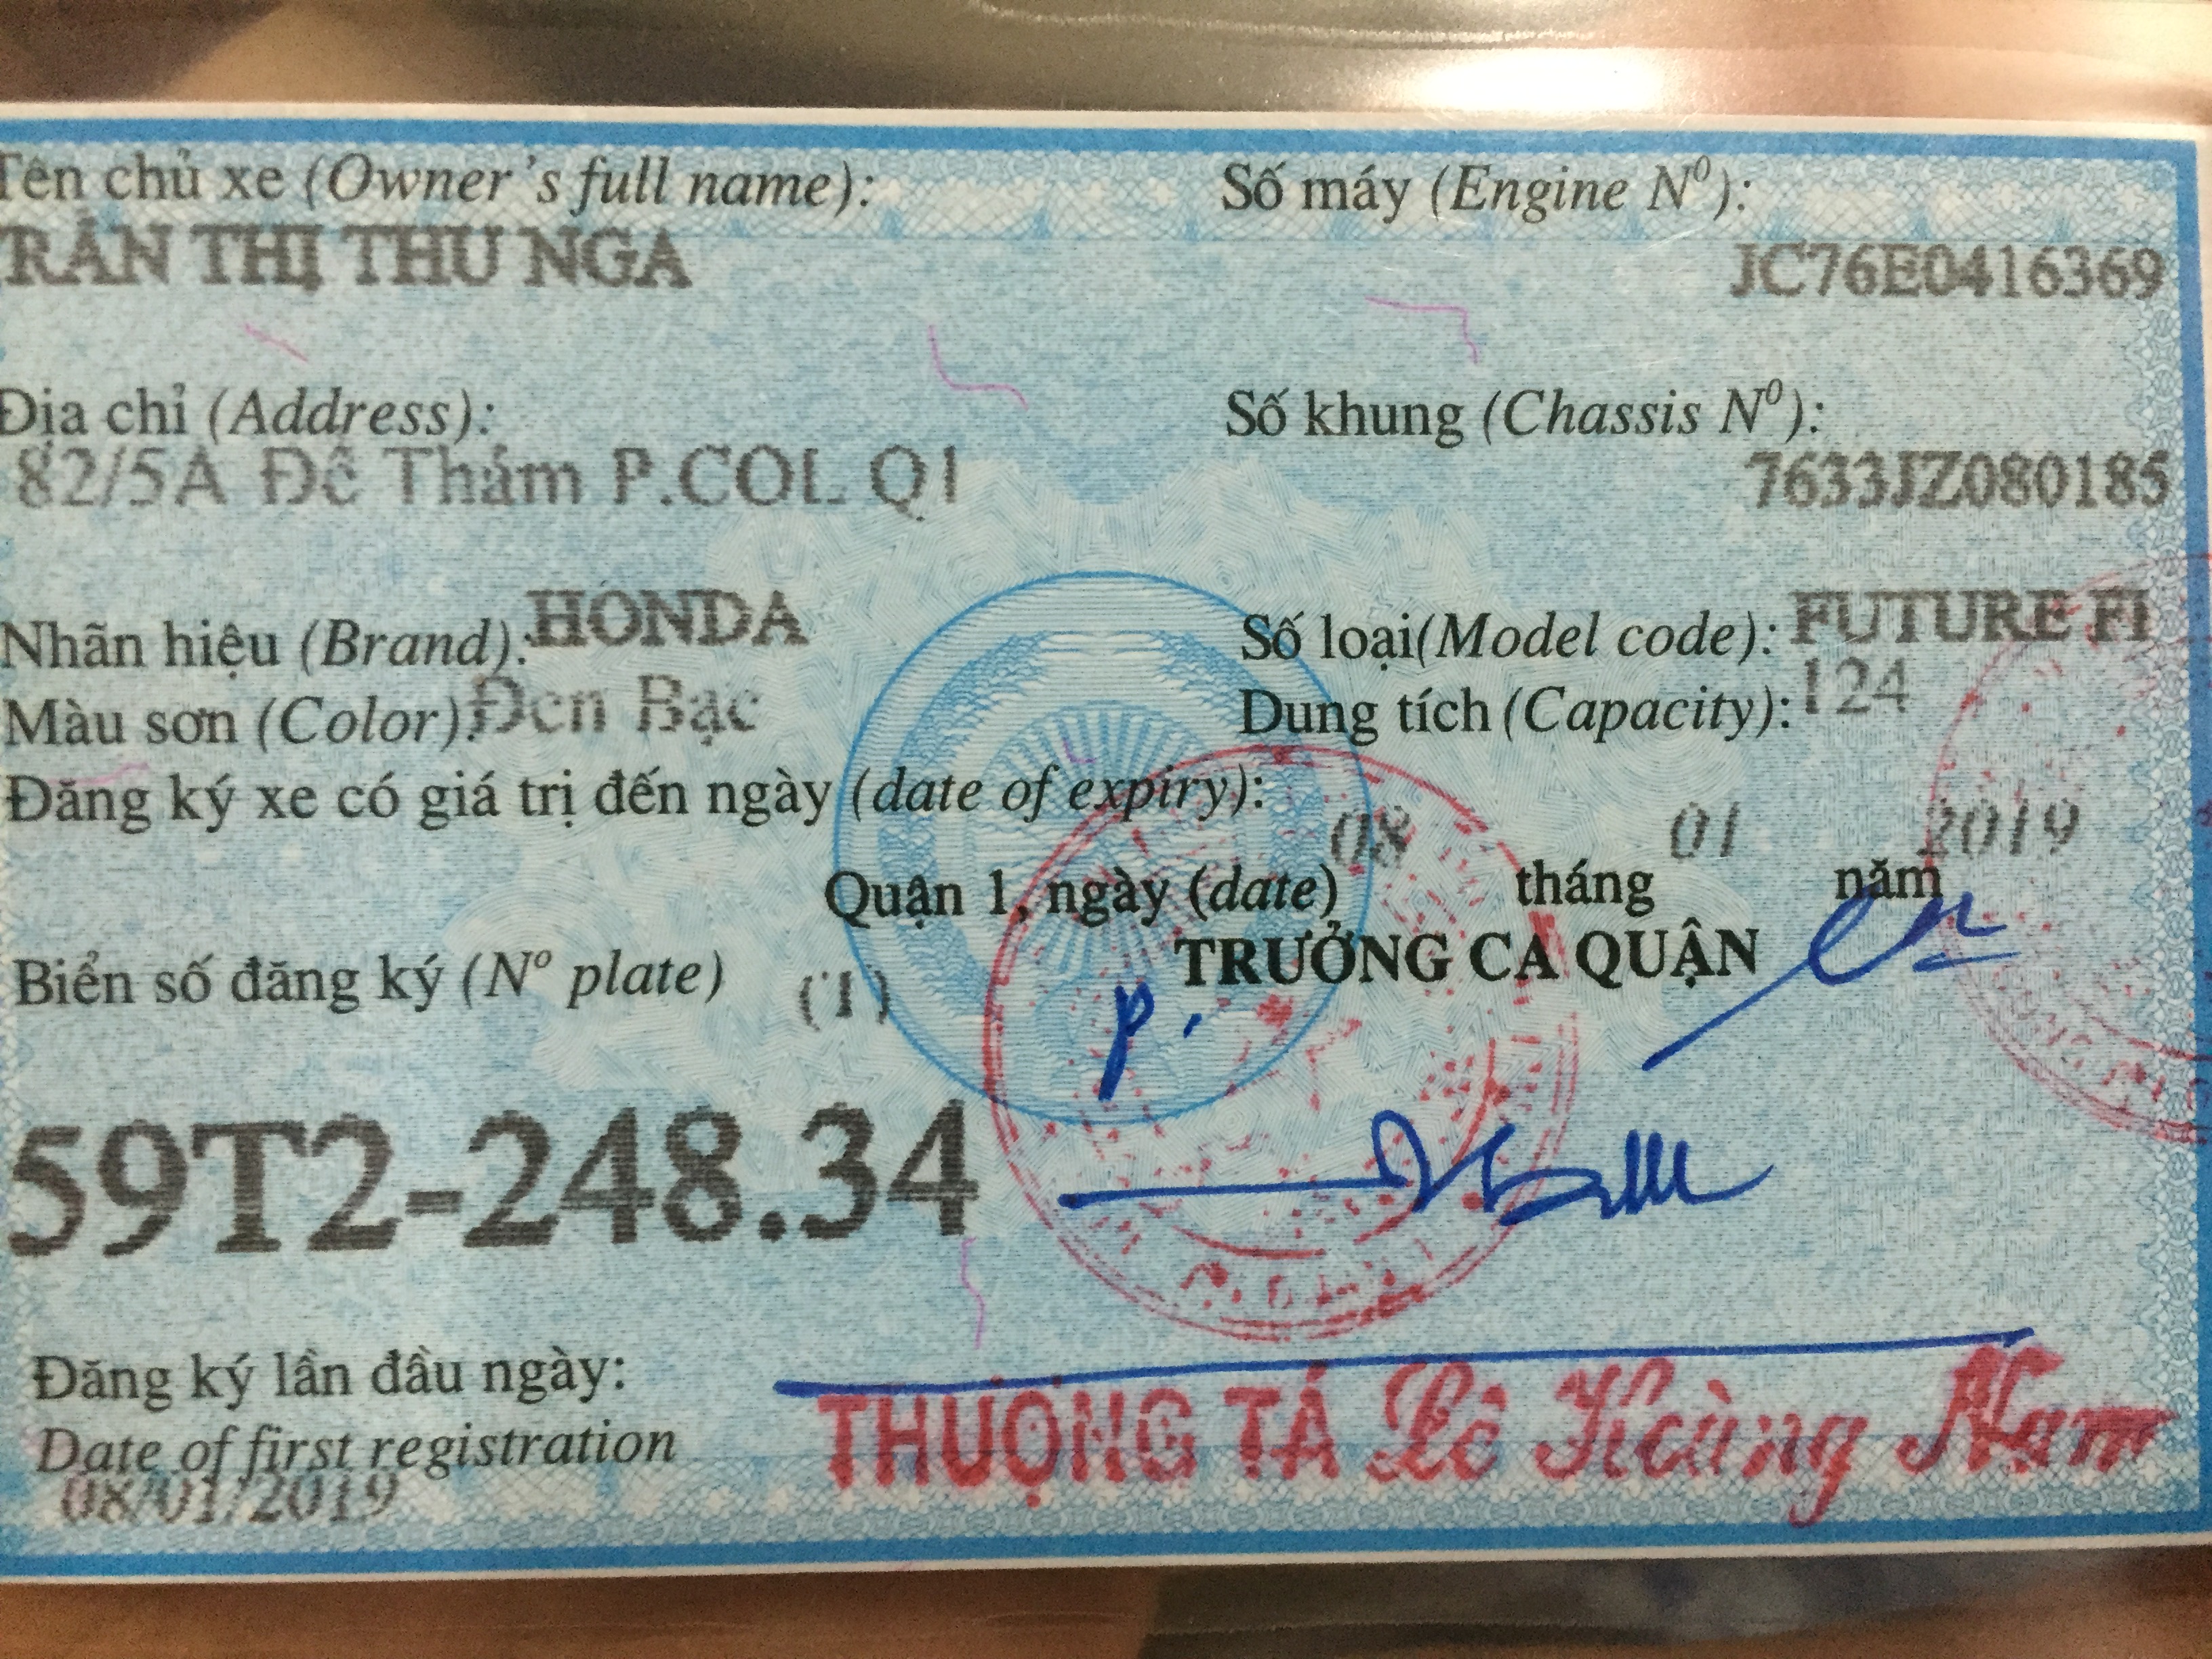 Tên chủ xe (Owner's full name): Số máy (Engine Nº):
TRẦN THỊ THU NGA JC76E0416369
Địa chỉ (Address): Số khung (Chassis Nº):
82/5A Đề Thám P.COL Q1 7633JZ080185
Nhãn hiệu (Brand): HONDA Số loại(Model code): FUTURE FI
Màu sơn (Color): Đen Bạc Dung tích (Capacity): 124
Đăng ký xe có giá trị đến ngày (date of expiry):
Quận 1, ngày (date) 08 tháng 01 năm 2019
Biển số đăng ký (Nº plate) TRƯỞNG CA QUẬN
59T2-248.34
Đăng ký lần đầu ngày:
Date of first registration
08/01/2019
THƯỢNG TÁ Lê Hoàng Nam